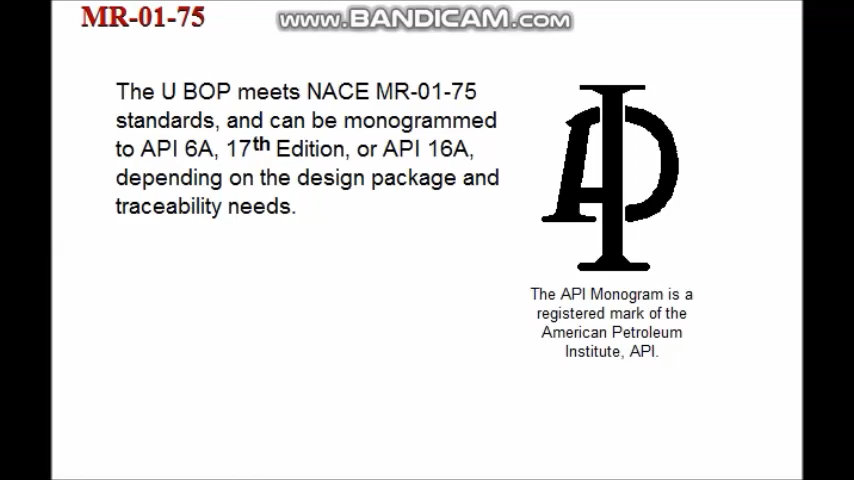 MR-01-75
www.BANDICAM.com
The U BOP meets NACE MR-01-75
standards, and can be monogrammed
to API 6A, 17th Edition, or API 16A,
depending on the design package and
traceability needs.
API
The API Monogram is a
registered mark of the
American Petroleum
Institute, API.